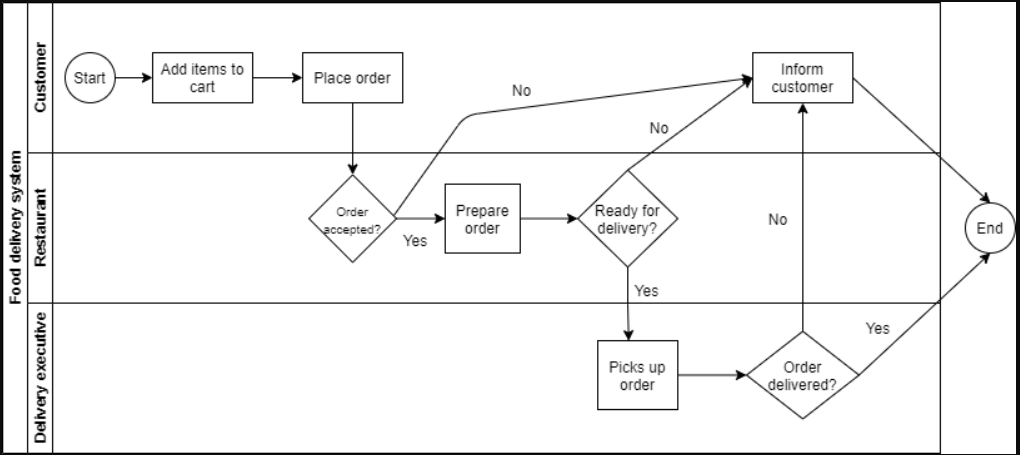 Food delivery system
Customer
Start
Add items to
cart
Place order
No
Inform
customer
No
Restaurant
Order
accepted?
Yes
Prepare
order
Ready for
delivery?
No
End
Yes
Delivery executive
Picks up
order
Order
delivered?
Yes